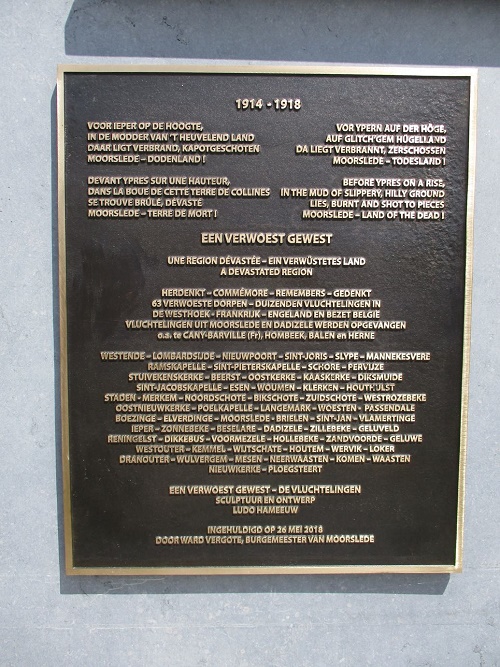 1914 - 1918
VOOR IEPER OP DE HOOGTE,
IN DE MODDER VAN 'T HEUVELEND LAND
DAAR LIGT VERBRAND, KAPOTGESCHOTEN
MOORSLEDE – DODENLAND !
VOR YPERN AUF DER HÖGE,
AUF GLITCH'GEM HÜGELLAND
DA LIEGT VERBRANNT, ZERSCHOSSEN
MOORSLEDE – TODESLAND !
DEVANT YPRES SUR UNE HAUTEUR,
DANS LA BOUE DE CETTE TERRE DE COLLINES
SE TROUVE BRÛLÉ, DÉVASTÉ
MOORSLEDE – TERRE DE MORT !
BEFORE YPRES ON A RISE,
IN THE MUD OF SLIPPERY, HILLY GROUND
LIES, BURNT AND SHOT TO PIECES
MOORSLEDE – LAND OF THE DEAD !
EEN VERWOEST GEWEST
UNE REGION DÉVASTÉE – EIN VERWÜSTETES LAND
A DEVASTATED REGION
HERDENKT – COMMÉMORE – REMEMBERS – GEDENKT
63 VERWOESTE DORPEN – DUIZENDEN VLUCHTELINGEN IN
DE WESTHOEK – FRANKRIJK – ENGELAND EN BEZET BELGIË
VLUCHTELINGEN UIT MOORSLEDE EN DADIZELE WERDEN OPGEVANGEN
o.a. te CANY-BARVILLE (Fr), HOMBEEK, BALEN en HERNE
WESTENDE – LOMBARDSIJDE – NIEUWPOORT – SINT-JORIS – SLYPE – MANNEKESVERE
RAMSKAPELLE – SINT-PIETERSKAPELLE – SCHORE – PERVIJZE
STUIVEKENSKERKE – BEERST – OOSTKERKE – KAASKERKE – DIKSMUIDE
SINT-JACOBSKAPELLE – ESEN – WOUMEN – KLERKEN – HOUTHULST
STADEN – MERKEM – NOORDSCHOTE – BIKSCHOTE – ZUIDSCHOTE – WESTROZEBEKE
OOSTNIEUWKERKE – POELKAPELLE – LANGEMARK – WOESTEN – PASSENDALE
BOEZINGE – ELVERDINGE – MOORSLEDE – BRIELEN – SINT-JAN – VLAMERTINGE
IEPER – ZONNEBEKE – BESELARE – DADIZELE – ZILLEBEKE – GELUVELD
RENINGELST – DIKKEBUS – VOORMEZELE – HOLLEBEKE – ZANDVOORDE – GELUWE
WESTOUTER – KEMMEL – WIJTSCHATE – HOUTEM – WERVIK – LOKER
DRANOUTER – WULVERGEM – MESEN – NEERWAASTEN – KOMEN – WAASTEN
NIEUWKERKE – PLOEGSTEERT
EEN VERWOEST GEWEST – DE VLUCHTELINGEN
SCULPTUUR EN ONTWERP
LUDO HAMEEUW
INGEHULDIGD OP 26 MEI 2018
DOOR WARD VERGOTE, BURGEMEESTER VAN MOORSLEDE